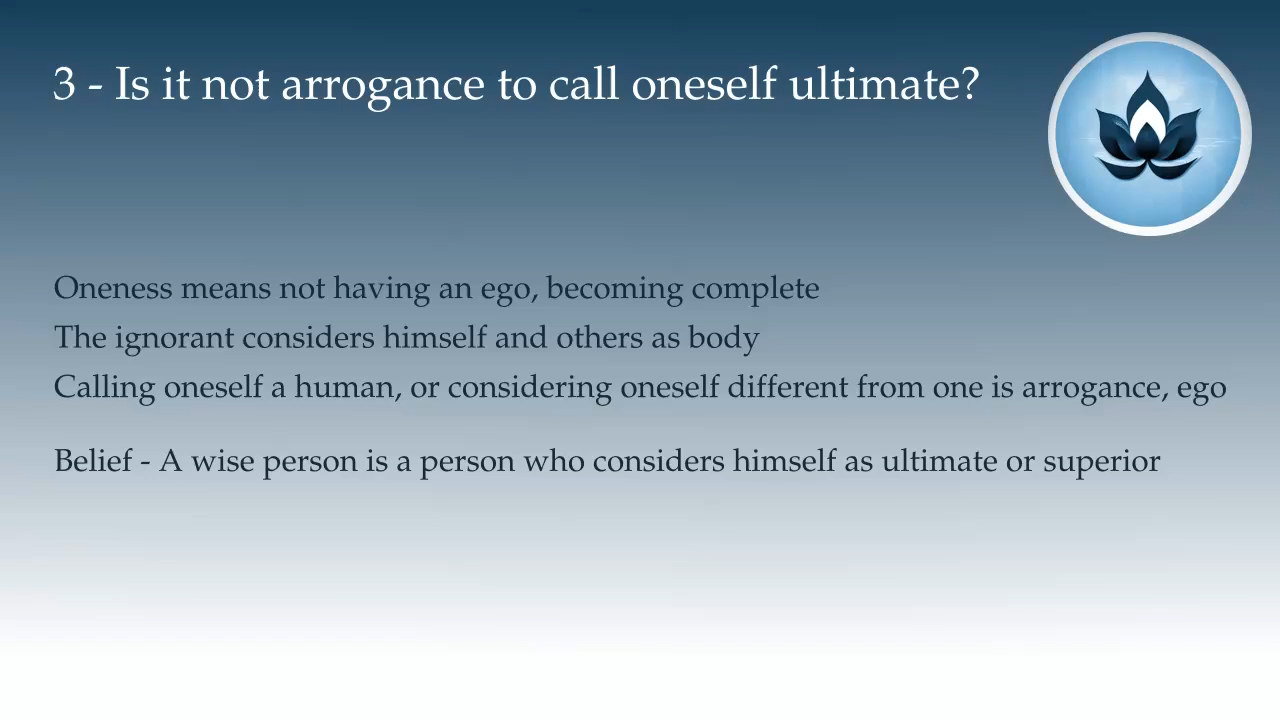 3 - Is it not arrogance to call oneself ultimate?
Oneness means not having an ego, becoming complete
The ignorant considers himself and others as body
Calling oneself a human, or considering oneself different from one is arrogance, ego
Belief - A wise person is a person who considers himself as ultimate or superior